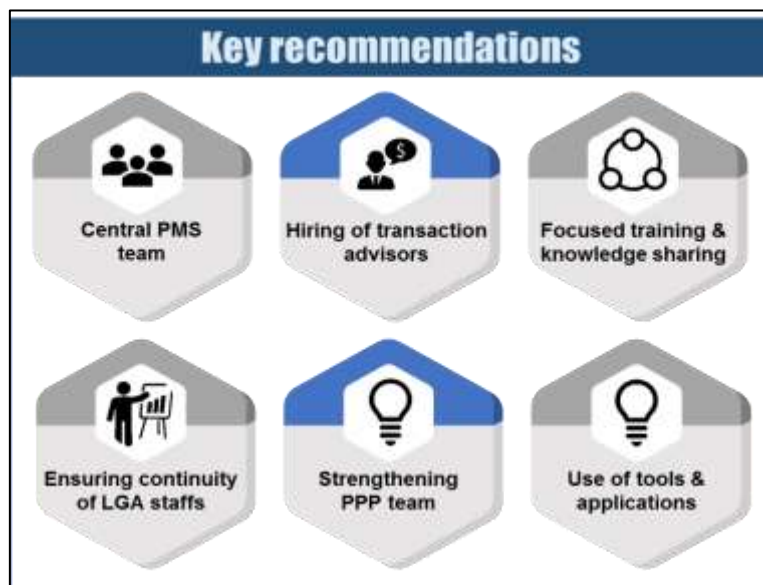 Key recommendations
Central PMS
team
Hiring of transaction
advisors
Focused training &
knowledge sharing
Ensuring continuity
of LGA staffs
Strengthening
PPP team
Use of tools &
applications